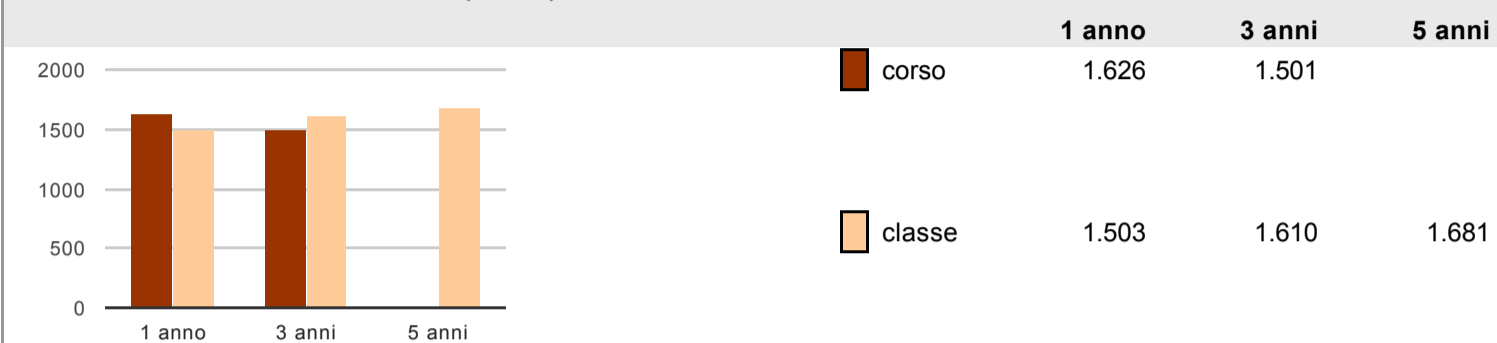 1 anno 3 anni 5 anni
2000
1500
1000
500
0
1 anno 3 anni 5 anni
corso 1.626 1.501
classe 1.503 1.610 1.681